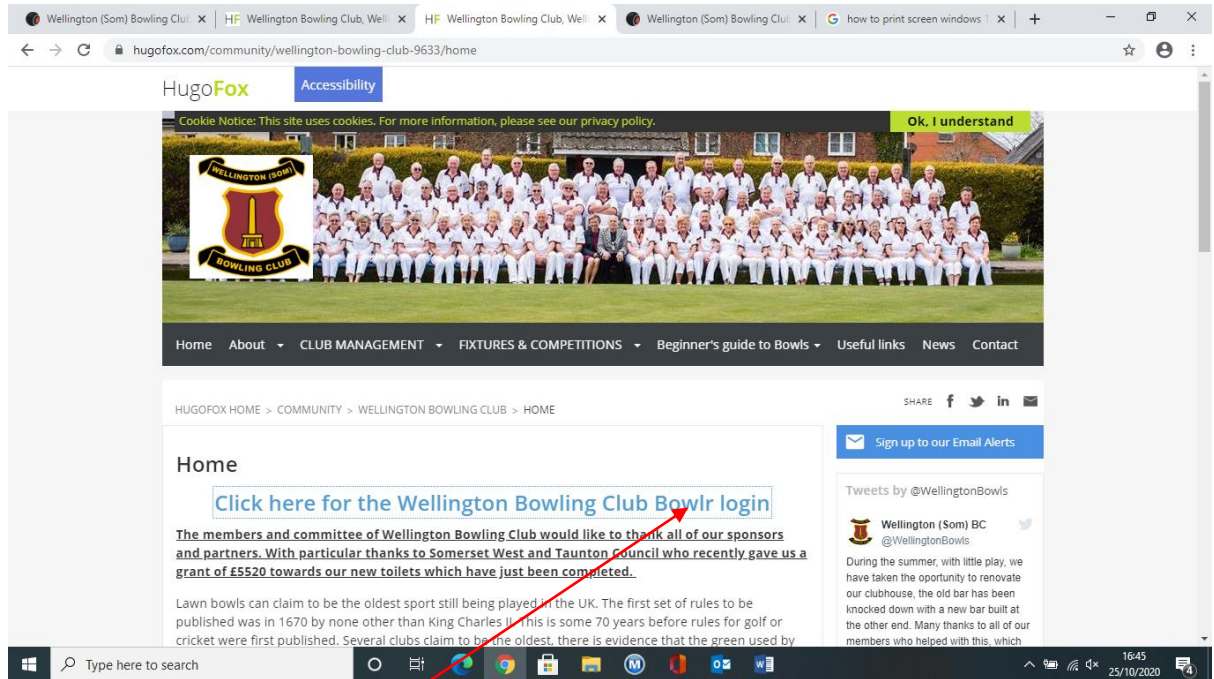 Wellington (Som) Bowling Clu
HF Wellington Bowling Club, Well
HF Wellington Bowling Club, Well
Wellington (Som) Bowling Clu
G how to print screen windows 1
hugofox.com/community/wellington-bowling-club-9633/home
HugoFox
Accessibility
Cookie Notice: This site uses cookies. For more information, please see our privacy policy.
Ok, I understand
WELLINGTON (SOM)
BOWLING CLUB
Home About CLUB MANAGEMENT FIXTURES & COMPETITIONS Beginner's guide to Bowls Useful links News Contact
HUGOFOX HOME > COMMUNITY > WELLINGTON BOWLING CLUB > HOME
SHARE f in
Sign up to our Email Alerts
Home
Click here for the Wellington Bowling Club Bowlr login
The members and committee of Wellington Bowling Club would like to thank all of our sponsors
and partners. With particular thanks to Somerset West and Taunton Council who recently gave us a
grant of £5520 towards our new toilets which have just been completed.
Lawn bowls can claim to be the oldest sport still being played in the UK. The first set of rules to be
published was in 1670 by none other than King Charles II. This is some 70 years before rules for golf or
cricket were first published. Several clubs claim to be the oldest, there is evidence that the green used by
Tweets by @WellingtonBowls
Wellington (Som) BC
@WellingtonBowls
During the summer, with little play, we
have taken the oportunity to renovate
our clubhouse, the old bar has been
knocked down with a new bar built at
the other end. Many thanks to all of our
members who helped with this, which
Type here to search
16:45
25/10/2020
4